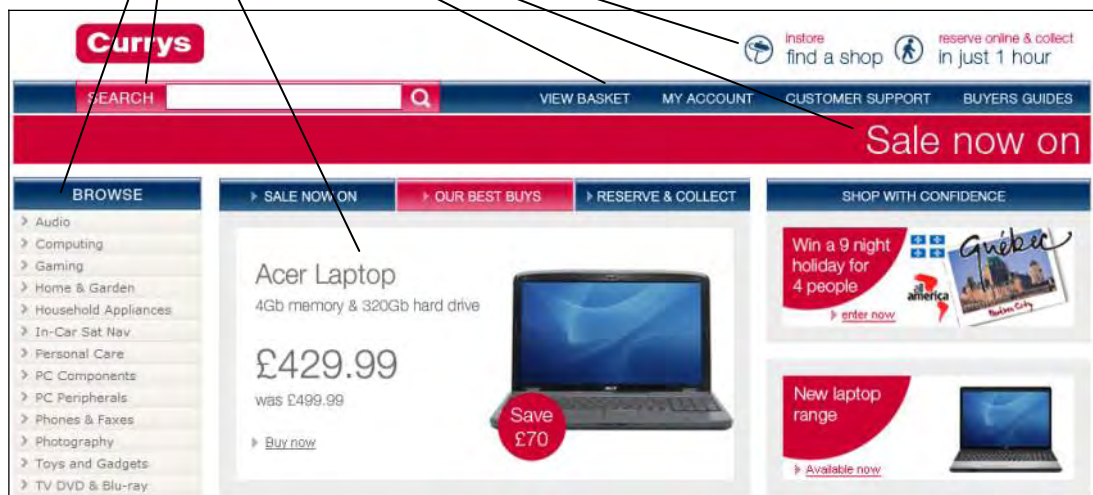 Currys
instore
find a shop
reserve online & collect
in just 1 hour
SEARCH
VIEW BASKET
MY ACCOUNT
CUSTOMER SUPPORT
BUYERS GUIDES
Sale now on
BROWSE
Audio
Computing
Gaming
Home & Garden
Household Appliances
In-Car Sat Nav
Personal Care
PC Components
PC Peripherals
Phones & Faxes
Photography
Toys and Gadgets
TV DVD & Blu-ray
SALE NOW ON
OUR BEST BUYS
RESERVE & COLLECT
Acer Laptop
4Gb memory & 320Gb hard drive
£429.99
was £499.99
Buy now
Save
£70
SHOP WITH CONFIDENCE
Win a 9 night
holiday for
4 people
enter now
all
america
Québec
New laptop
range
Available now